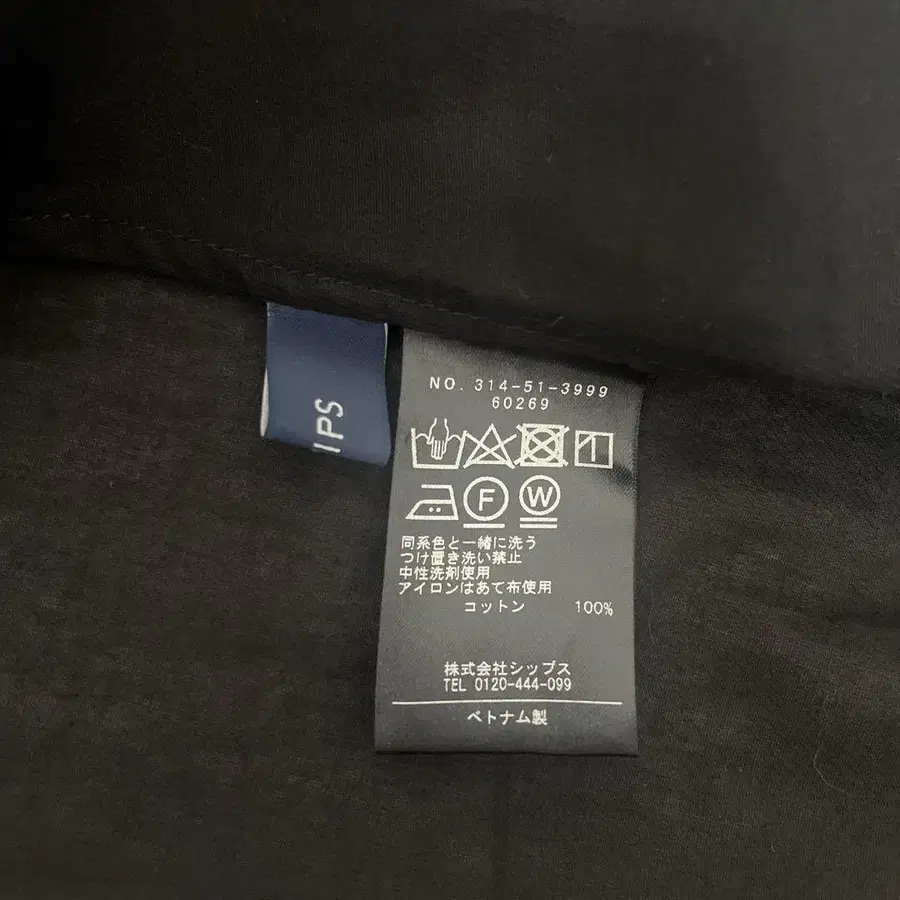 IPS
NO. 314-51-3999
60269
F W
同系色と一緒に洗う
つけ置き洗い禁止
中性洗剤使用
アイロンはあて布使用
コットン 100%
株式会社シップス
TEL 0120-444-099
ベトナム製